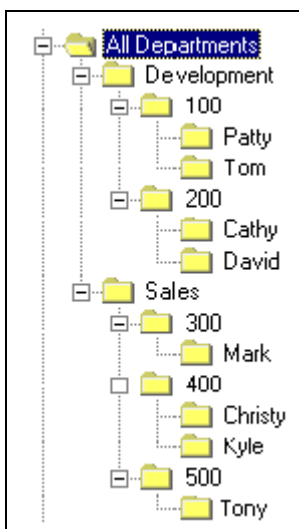 All Departments
Development
100
Patty
Tom
200
Cathy
David
Sales
300
Mark
400
Christy
Kyle
500
Tony